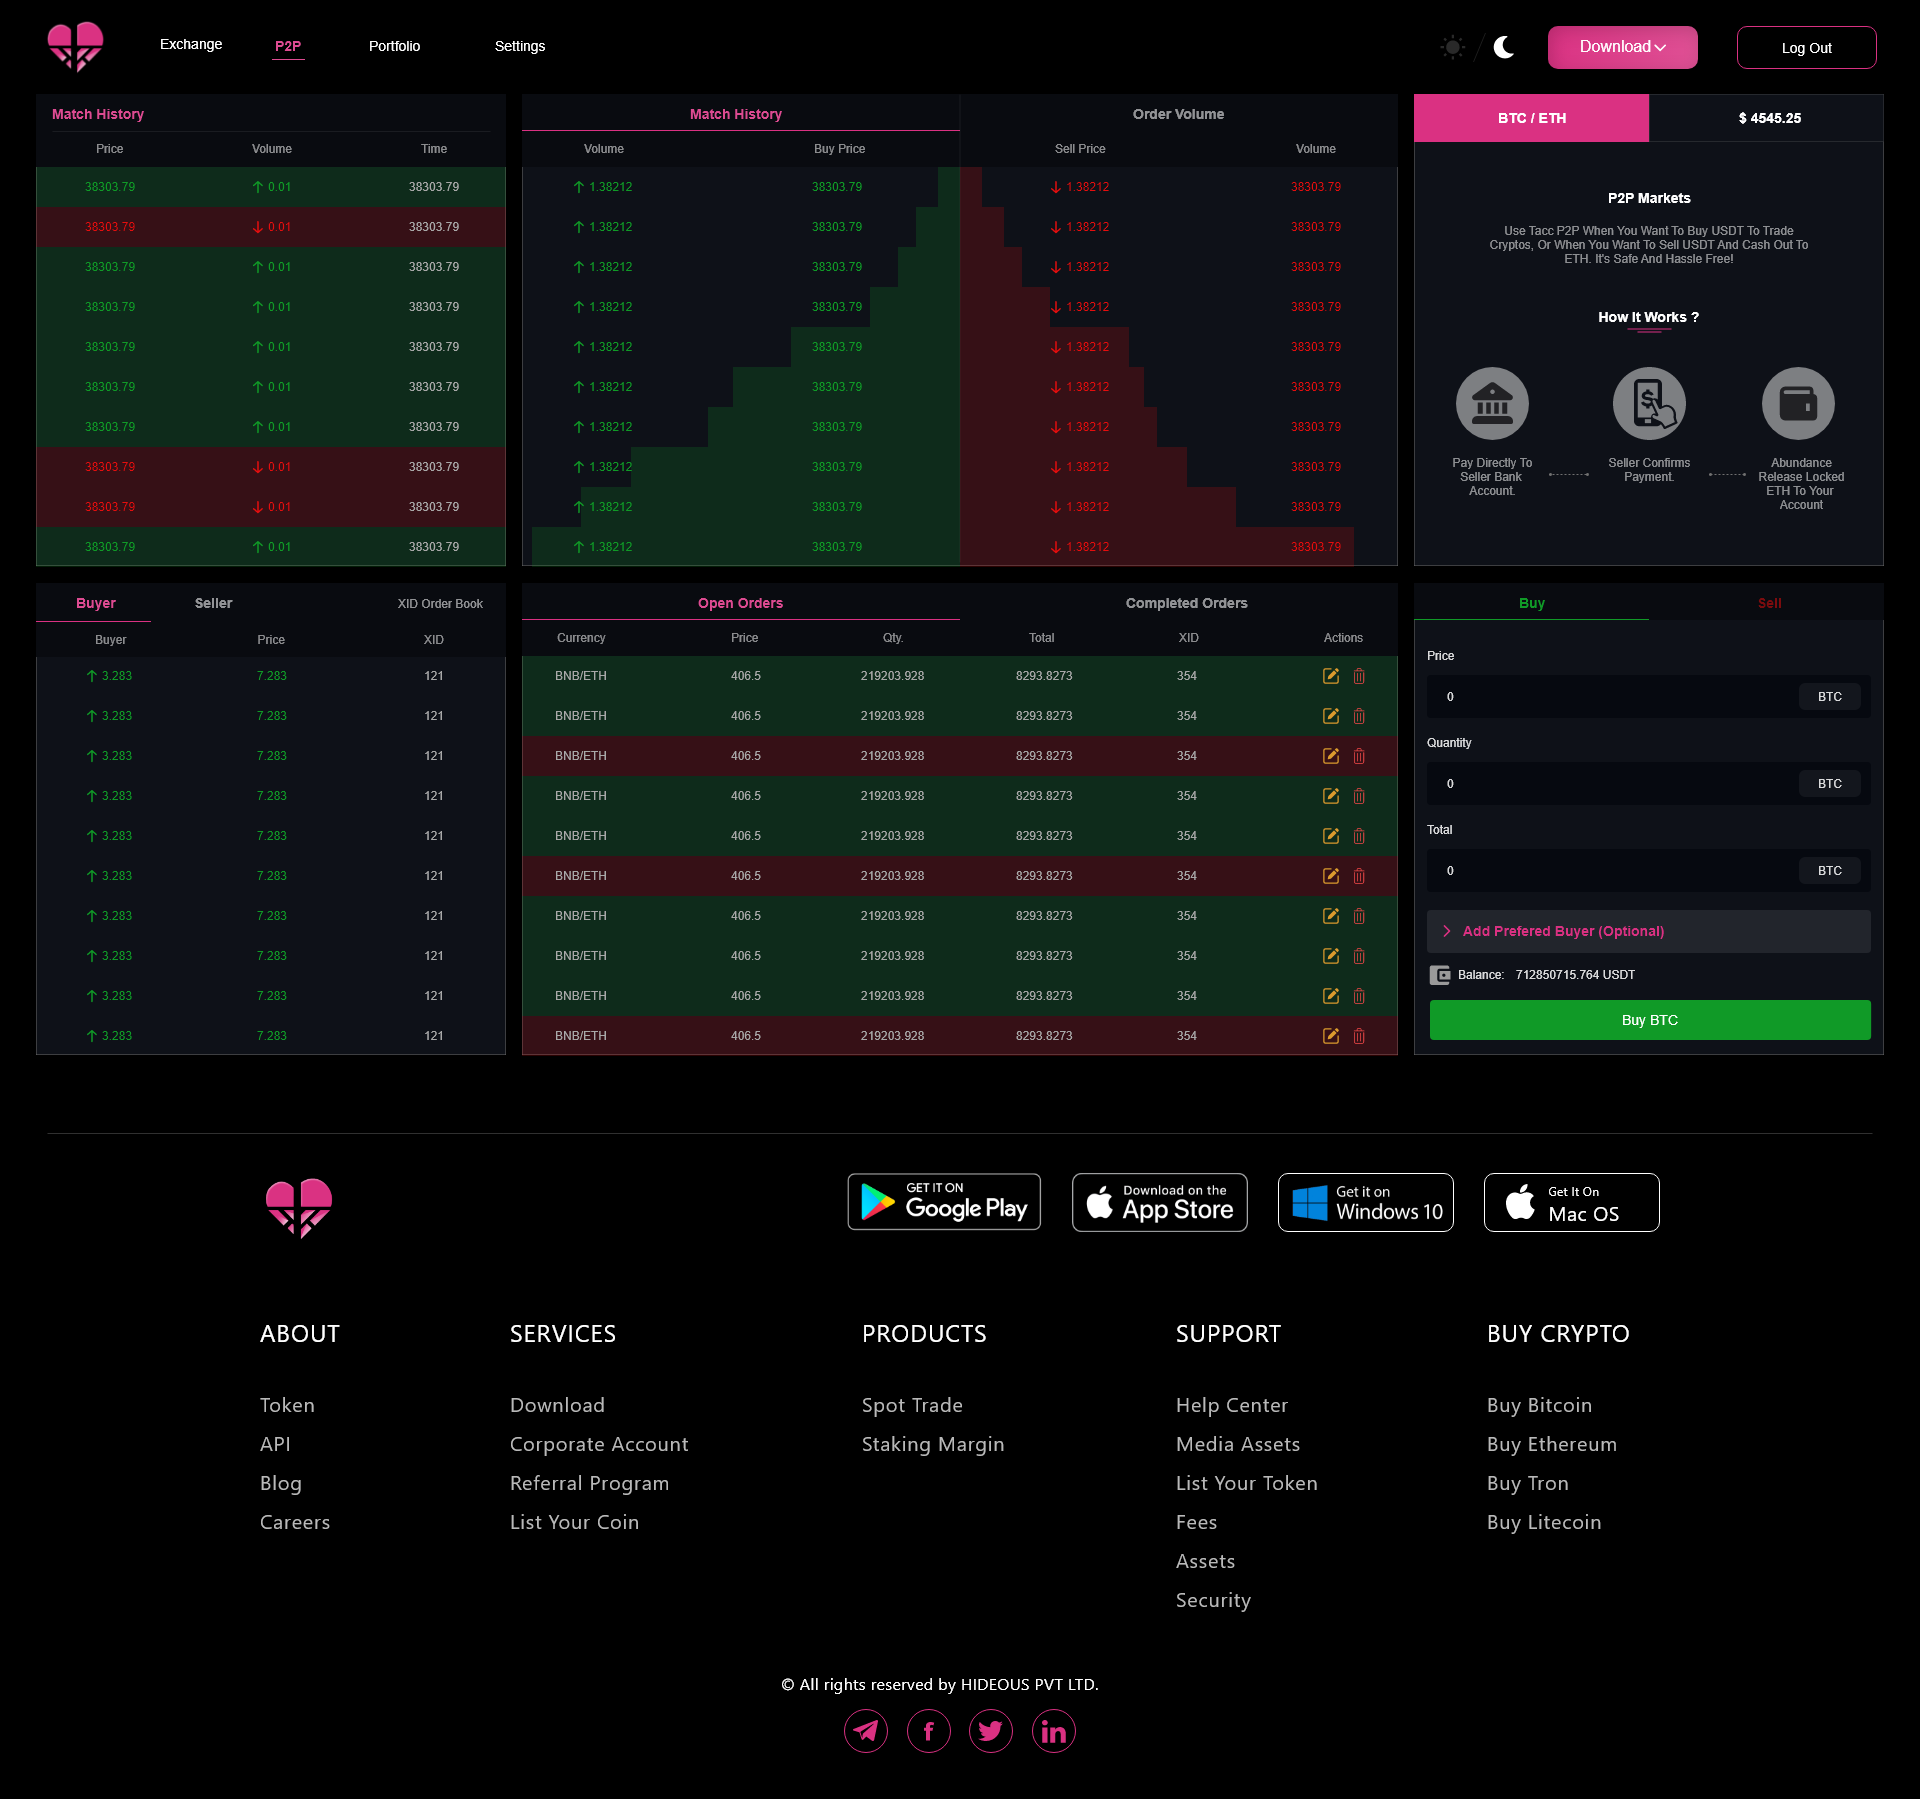 Exchange P2P Portfolio Settings Download Log Out
Match History
Price Volume Time
38303.79 0.01 38303.79
38303.79 0.01 38303.79
38303.79 0.01 38303.79
38303.79 0.01 38303.79
38303.79 0.01 38303.79
38303.79 0.01 38303.79
38303.79 0.01 38303.79
38303.79 0.01 38303.79
38303.79 0.01 38303.79
38303.79 0.01 38303.79
Match History Order Volume
Volume Buy Price Sell Price Volume
1.38212 38303.79 1.38212 38303.79
1.38212 38303.79 1.38212 38303.79
1.38212 38303.79 1.38212 38303.79
1.38212 38303.79 1.38212 38303.79
1.38212 38303.79 1.38212 38303.79
1.38212 38303.79 1.38212 38303.79
1.38212 38303.79 1.38212 38303.79
1.38212 38303.79 1.38212 38303.79
1.38212 38303.79 1.38212 38303.79
1.38212 38303.79 1.38212 38303.79
BTC / ETH $ 4545.25
P2P Markets
Use Tacc P2P When You Want To Buy USDT To Trade
Cryptos, Or When You Want To Sell USDT And Cash Out To
ETH. It's Safe And Hassle Free!
How It Works ?
Pay Directly To
Seller Bank
Account.
Seller Confirms
Payment.
Abundance
Release Locked
ETH To Your
Account
Buyer Seller XID Order Book
Buyer Price XID
3.283 7.283 121
3.283 7.283 121
3.283 7.283 121
3.283 7.283 121
3.283 7.283 121
3.283 7.283 121
3.283 7.283 121
3.283 7.283 121
3.283 7.283 121
3.283 7.283 121
Open Orders Completed Orders
Currency Price Qty. Total XID Actions
BNB/ETH 406.5 219203.928 8293.8273 354
BNB/ETH 406.5 219203.928 8293.8273 354
BNB/ETH 406.5 219203.928 8293.8273 354
BNB/ETH 406.5 219203.928 8293.8273 354
BNB/ETH 406.5 219203.928 8293.8273 354
BNB/ETH 406.5 219203.928 8293.8273 354
BNB/ETH 406.5 219203.928 8293.8273 354
BNB/ETH 406.5 219203.928 8293.8273 354
BNB/ETH 406.5 219203.928 8293.8273 354
BNB/ETH 406.5 219203.928 8293.8273 354
Buy Sell
Price
0 BTC
Quantity
0 BTC
Total
0 BTC
Add Prefered Buyer (Optional)
Balance: 712850715.764 USDT
Buy BTC
GET IT ON
Google Play
Download on the
App Store
Get it on
Windows 10
Get It On
Mac OS
ABOUT
Token
API
Blog
Careers
SERVICES
Download
Corporate Account
Referral Program
List Your Coin
PRODUCTS
Spot Trade
Staking Margin
SUPPORT
Help Center
Media Assets
List Your Token
Fees
Assets
Security
BUY CRYPTO
Buy Bitcoin
Buy Ethereum
Buy Tron
Buy Litecoin
© All rights reserved by HIDEOUS PVT LTD.